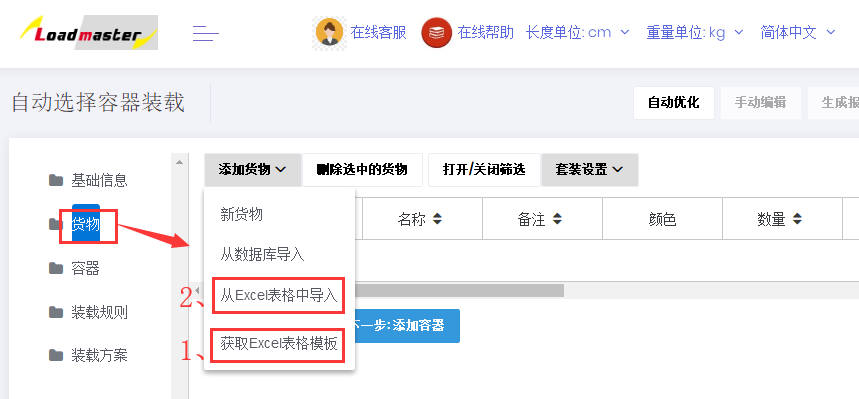 Loadmaster
在线客服 在线帮助 长度单位: cm 重量单位: kg 简体中文
自动选择容器装载
自动优化 手动编辑 生成报
基础信息
货物
容器
装载规则
装载方案
添加货物 删除选中的货物 打开/关闭筛选 套装设置
名称 备注 颜色 数量
新货物
从数据库导入
2、从Excel表格中导入
1、获取Excel表格模板
下一步: 添加容器